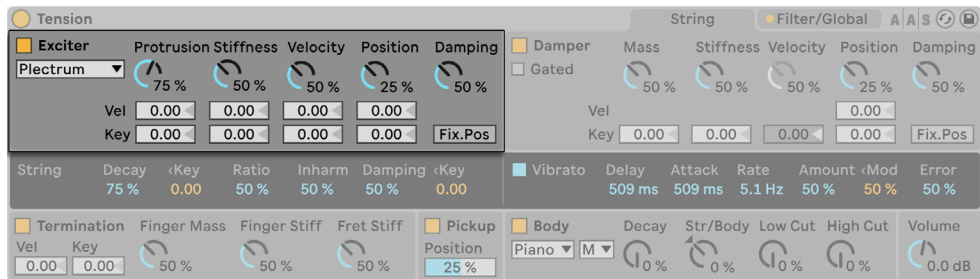 Tension String Filter/Global A A S
Exciter Protrusion Stiffness Velocity Position Damping
Plectrum 75 % 50 % 50 % 25 % 50 %
Vel 0.00 0.00 0.00 0.00
Key 0.00 0.00 0.00 0.00 Fix.Pos
Damper Mass Stiffness Velocity Position Damping
Gated 50 % 50 % 50 % 25 % 50 %
Vel 0.00
Key 0.00 0.00 0.00 0.00 Fix.Pos
String Decay <Key Ratio Inharm Damping <Key
75 % 0.00 50 % 50 % 50 % 0.00
Vibrato Delay Attack Rate Amount <Mod Error
509 ms 509 ms 5.1 Hz 50 % 50 % 50 %
Termination Finger Mass Finger Stiff Fret Stiff
Vel Key
0.00 0.00 50 % 50 % 50 %
Pickup
Position
25 %
Body Decay Str/Body Low Cut High Cut Volume
Piano M 0 % 0 % 0 % 0 % 0.0 dB